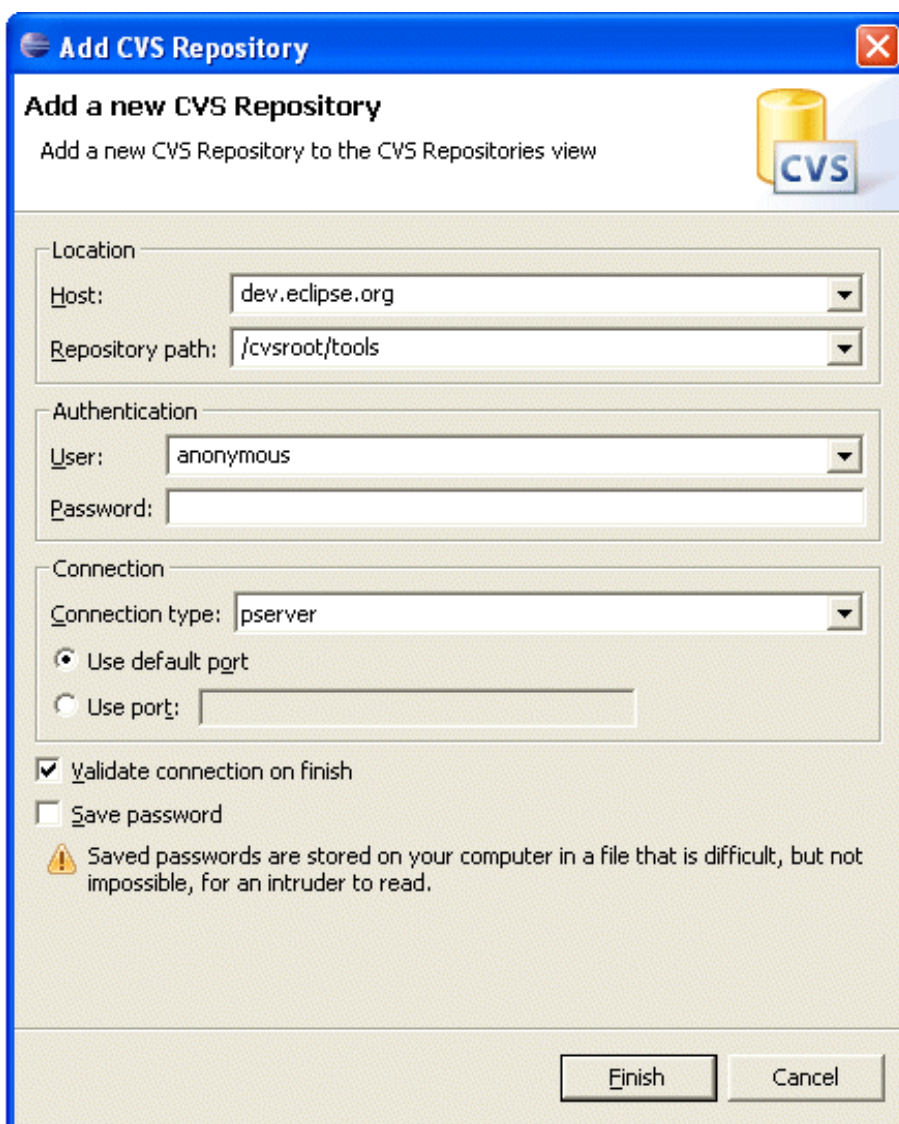 Add CVS Repository
Add a new CVS Repository
Add a new CVS Repository to the CVS Repositories view
CVS
Location
Host: dev.eclipse.org
Repository path: /cvsroot/tools
Authentication
User: anonymous
Password:
Connection
Connection type: pserver
Use default port
Use port:
Validate connection on finish
Save password
Saved passwords are stored on your computer in a file that is difficult, but not
impossible, for an intruder to read.
Finish Cancel